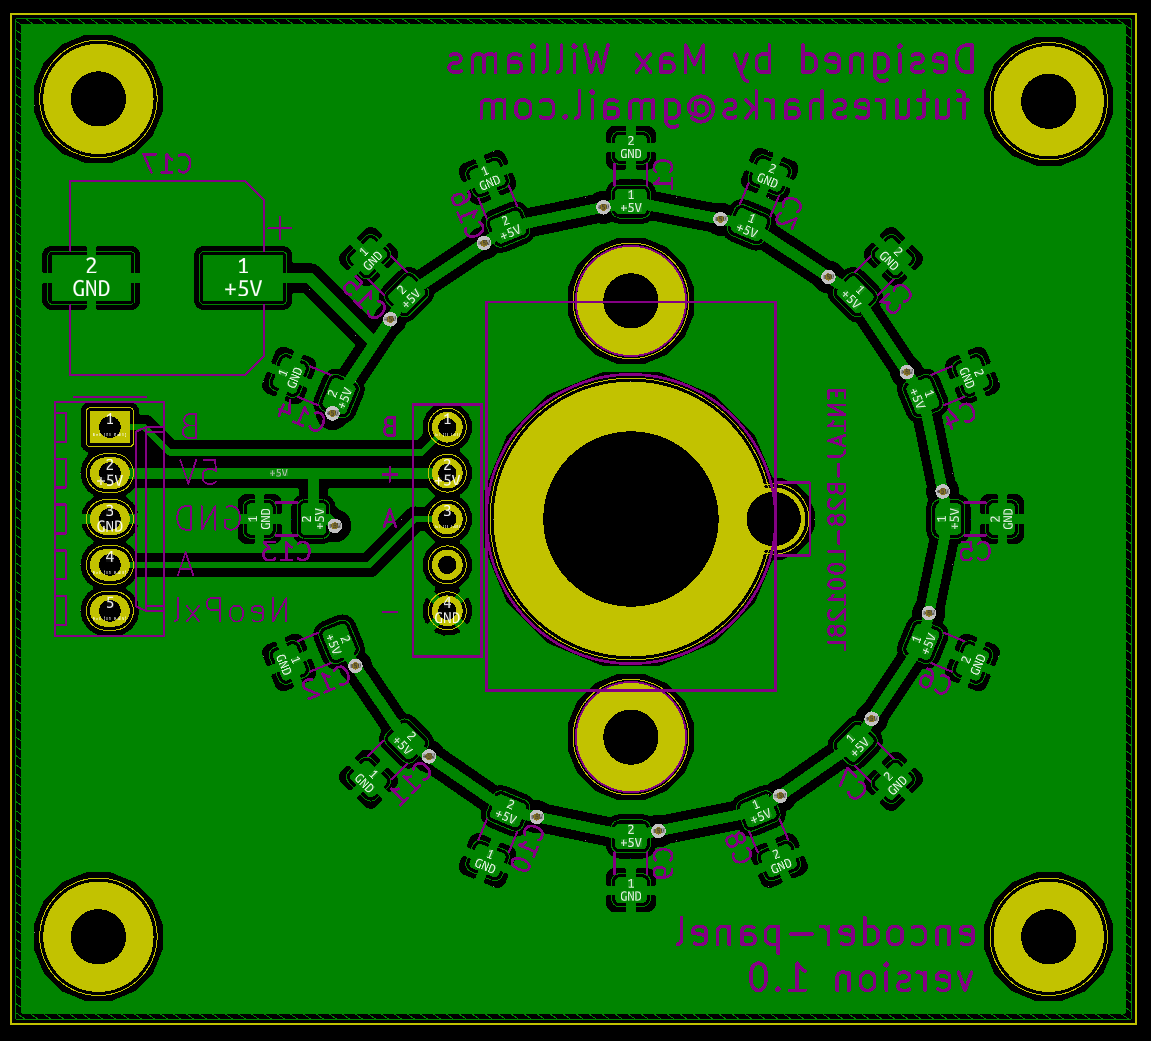 Designed by Max Williams
futuresharks@gmail.com
C17
2
GND
1
+5V
+
1
GND
2
+5V
C16
2
GND
1
+5V
C1
2
GND
1
+5V
C2
1
GND
2
+5V
C15
2
GND
1
+5V
C3
1
GND
2
+5V
C14
2
GND
1
+5V
C4
1
B
2
+5V
5V
3
GND
GND
4
A
5
NeoPxl
+5V
B
1
+
2
+5V
A
3
-
4
GND
1
GND
2
+5V
C13
EN1AJ-B28-L00128L
1
+5V
2
GND
C5
1
GND
2
+5V
C12
1
+5V
2
GND
C6
2
+5V
1
GND
C11
1
+5V
2
GND
C7
2
+5V
1
GND
C10
2
+5V
1
GND
C9
1
+5V
2
GND
C8
encoder-panel
version 1.0